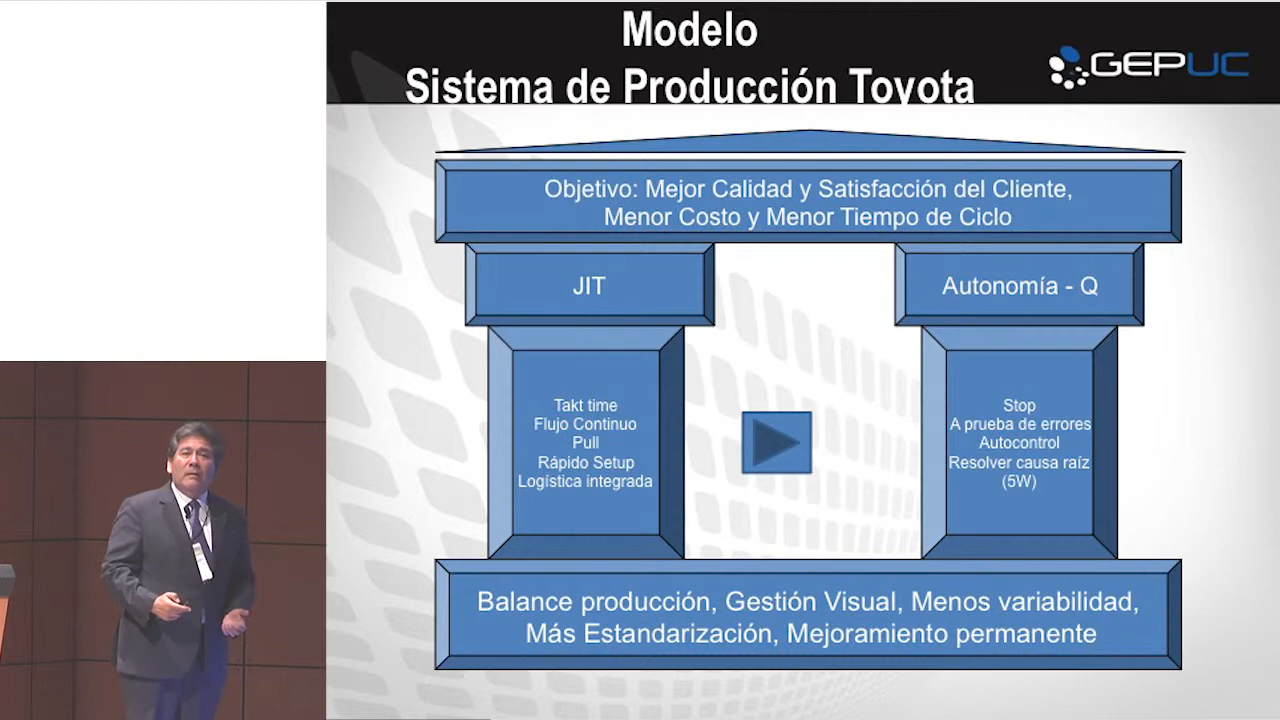 Modelo
Sistema de Producción Toyota
GEPUC
Objetivo: Mejor Calidad y Satisfacción del Cliente,
Menor Costo y Menor Tiempo de Ciclo
JIT
Autonomía - Q
Takt time
Flujo Continuo
Pull
Rápido Setup
Logística integrada
Stop
A prueba de errores
Autocontrol
Resolver causa raíz
(5W)
Balance producción, Gestión Visual, Menos variabilidad,
Más Estandarización, Mejoramiento permanente